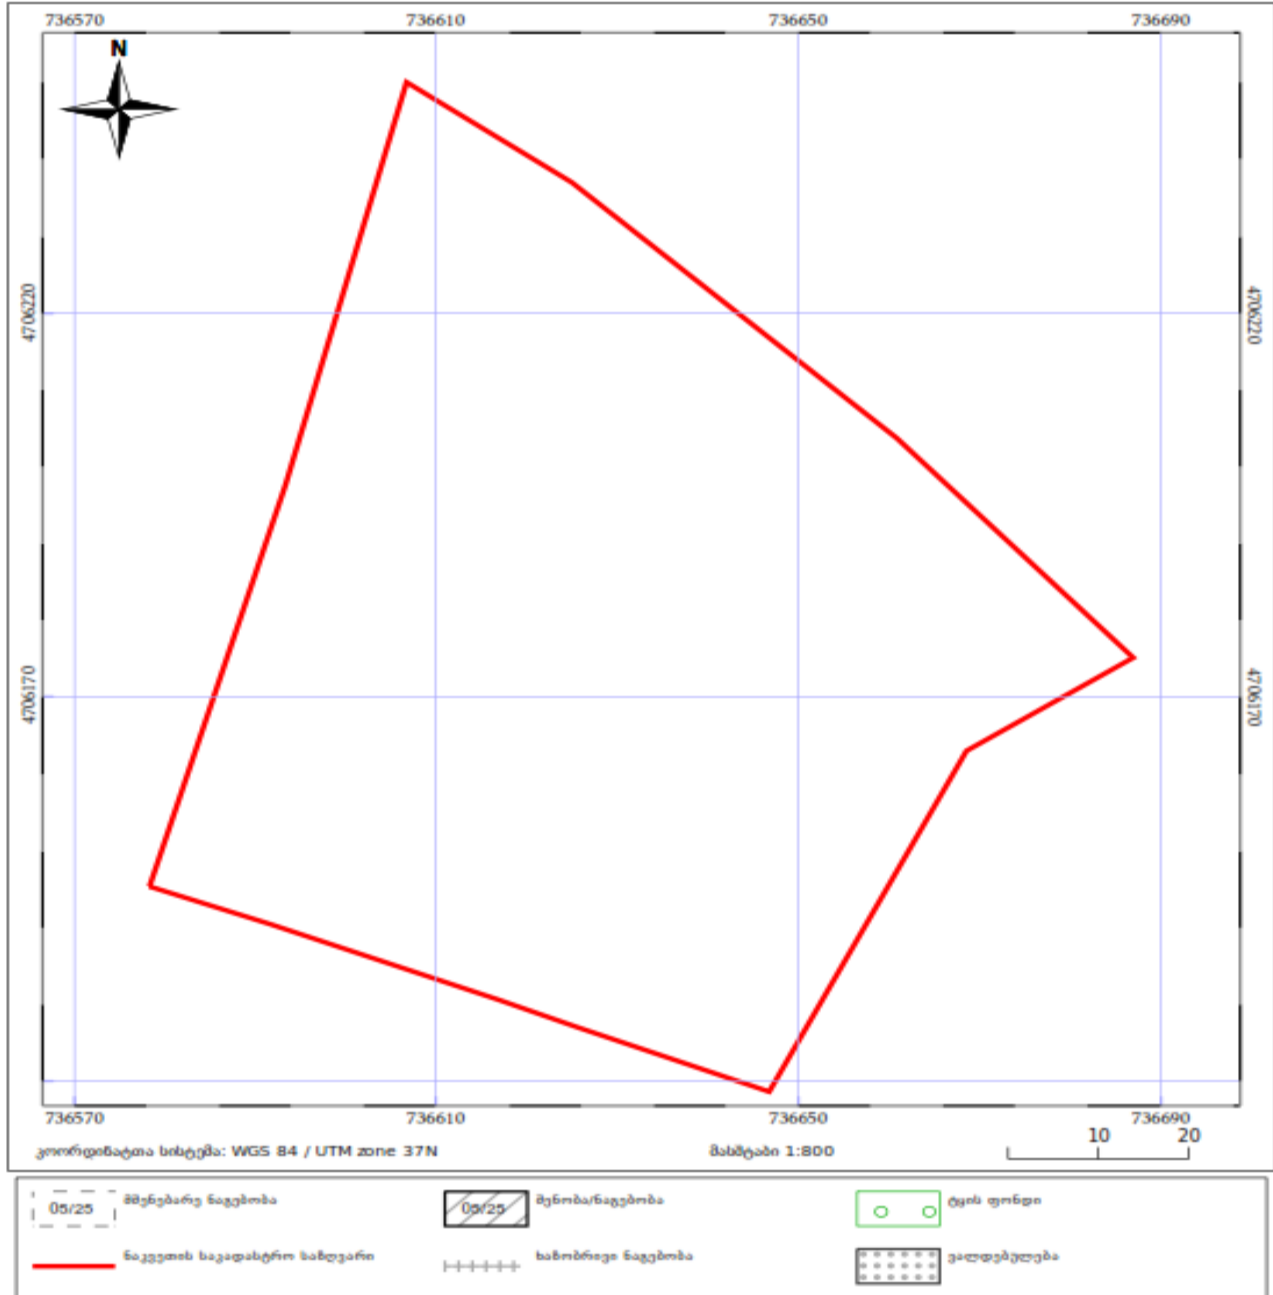 736570 736610 736650 736690
N
4706220 4706220
4706170 4706170
736570 736610 736650 736690
კოორდინატთა სისტემა: WGS 84 / UTM zone 37N მასშტაბი 1:800 10 20
05/25 მშენებარე ნაგებობა 05/25 შენობა/ნაგებობა ტყის ფონდი
ნაკვეთის საკადასტრო საზღვარი ხაზობრივი ნაგებობა ვალდებულება